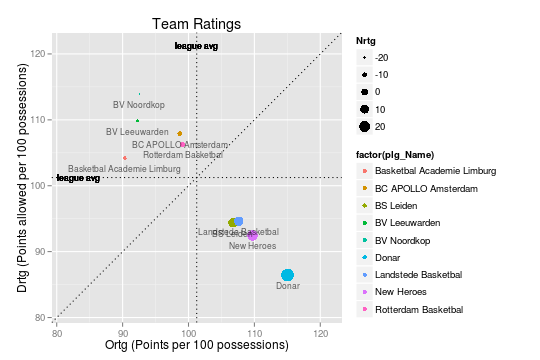 Team Ratings
league avg
120
BV Noordkop
110
BV Leeuwarden
BC APOLLO Amsterdam
Rotterdam Basketbal
Basketbal Academie Limburg
league avg
100
Landstede Basketbal
BS Leiden
New Heroes
90
Donar
80
80
90
100
110
120
Ortg (Points per 100 possessions)
Drtg (Points allowed per 100 possessions)
Nrtg
-20
-10
0
10
20
factor(plg_Name)
Basketbal Academie Limburg
BC APOLLO Amsterdam
BS Leiden
BV Leeuwarden
BV Noordkop
Donar
Landstede Basketbal
New Heroes
Rotterdam Basketbal